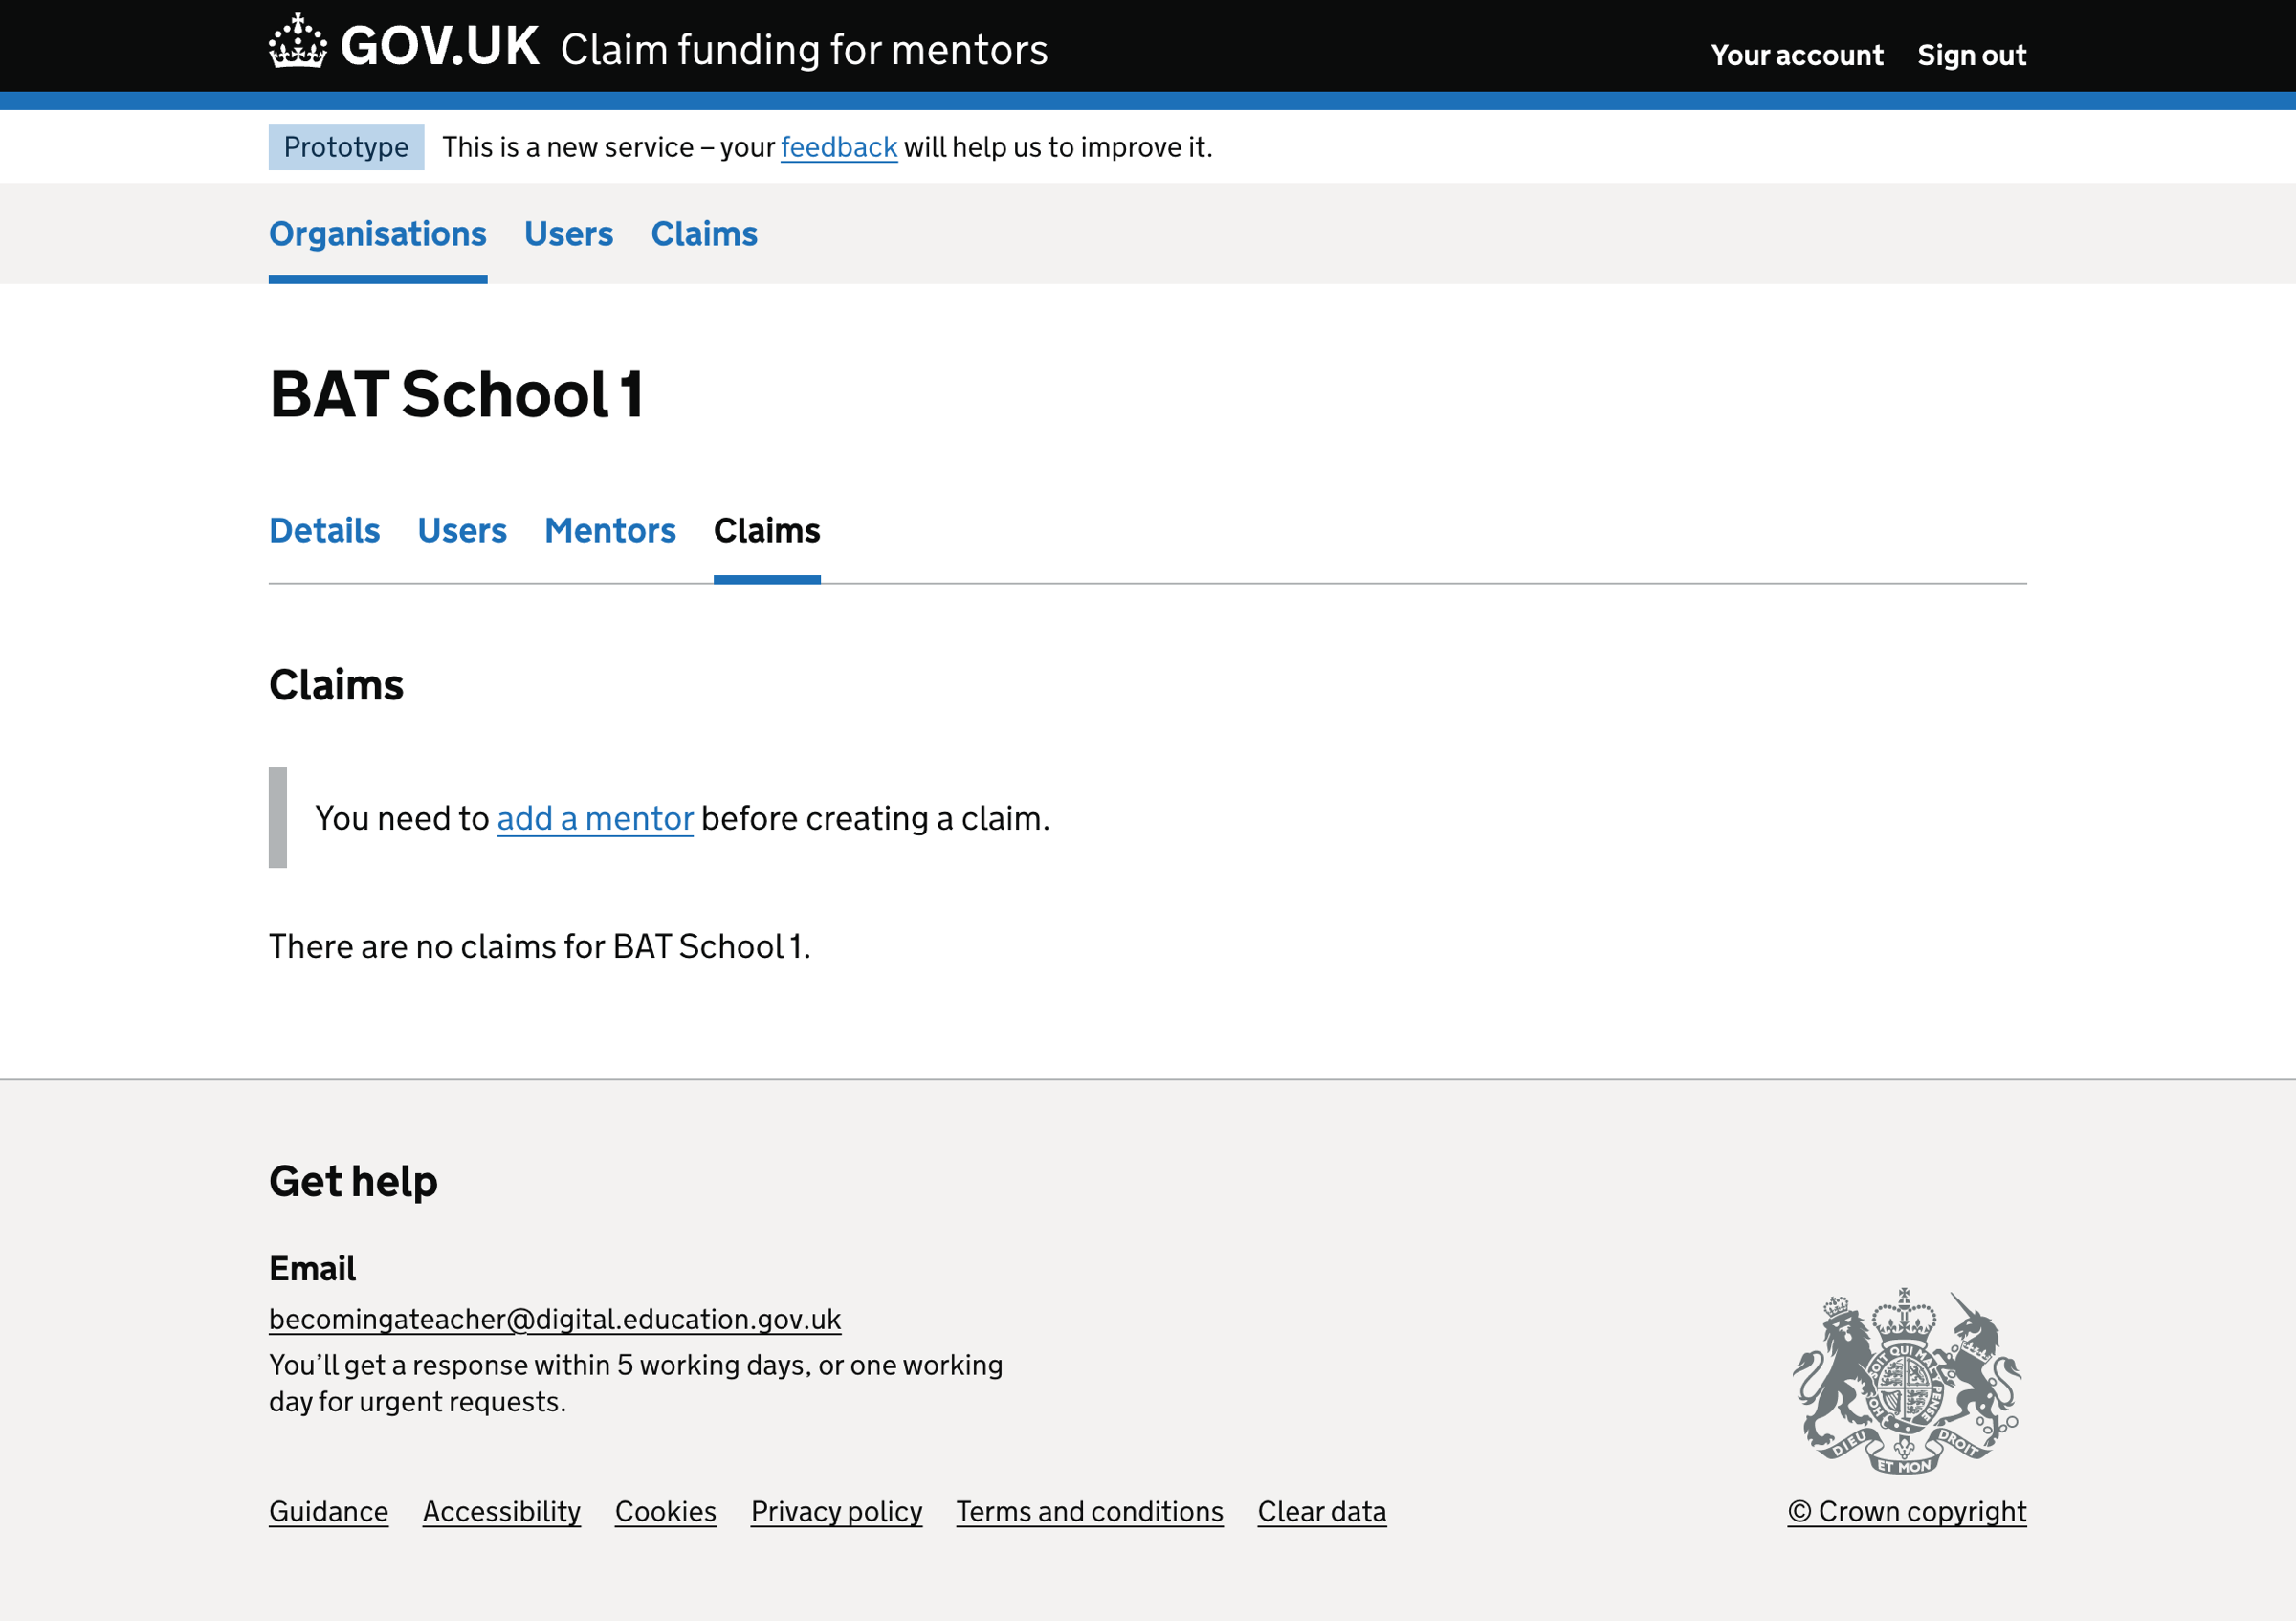 GOV.UK Claim funding for mentors
Your account Sign out
Prototype This is a new service – your feedback will help us to improve it.
Organisations Users Claims
BAT School 1
Details Users Mentors Claims
Claims
You need to add a mentor before creating a claim.
There are no claims for BAT School 1.
Get help
Email
becomingateacher@digital.education.gov.uk
You’ll get a response within 5 working days, or one working
day for urgent requests.
DIEU ET MON DROIT
Guidance Accessibility Cookies Privacy policy Terms and conditions Clear data
© Crown copyright